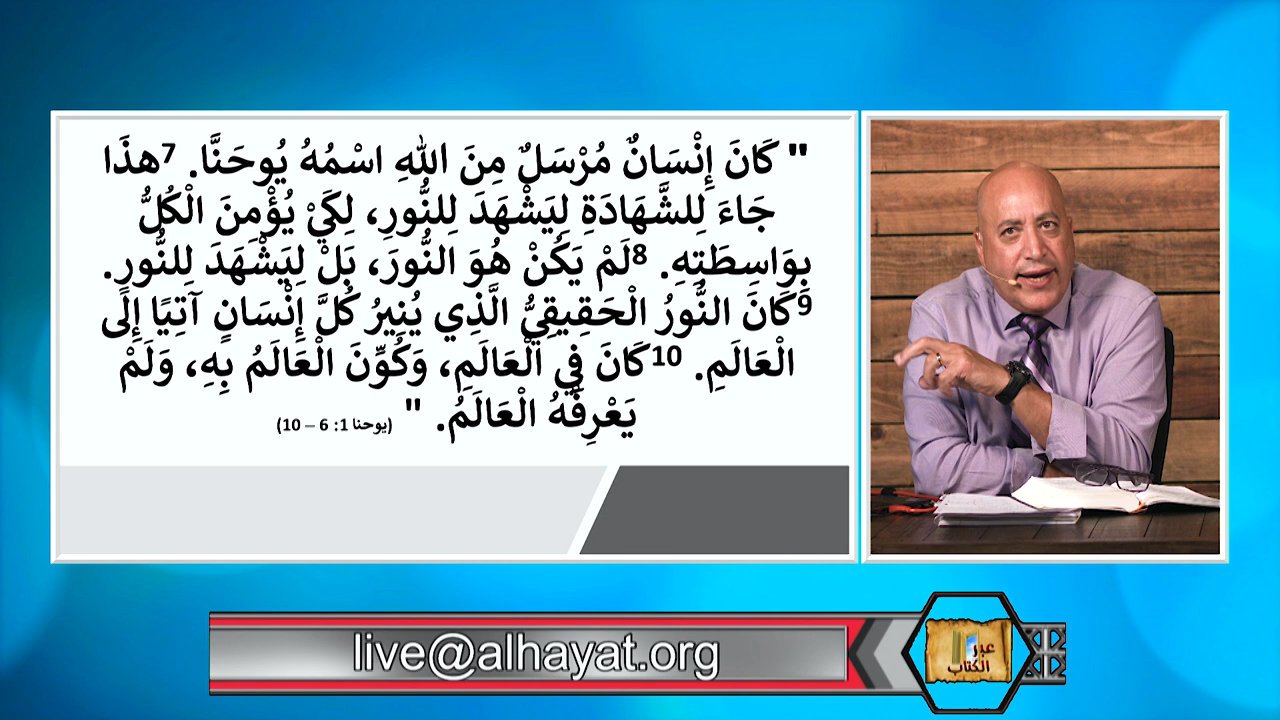 " كَانَ إِنْسَانٌ مُرْسَلٌ مِنَ اللهِ اسْمُهُ يُوحَنَّا. 7هذَا
جَاءَ لِلشَّهَادَةِ لِيَشْهَدَ لِلنُّورِ، لِكَيْ يُؤْمِنَ الْكُلُّ
بِوَاسِطَتِهِ. 8لَمْ يَكُنْ هُوَ النُّورَ، بَلْ لِيَشْهَدَ لِلنُّورِ.
9كَانَ النُّورُ الْحَقِيقِيُّ الَّذِي يُنِيرُ كُلَّ إِنْسَانٍ آتِيًا إِلَى
الْعَالَمِ. 10كَانَ فِي الْعَالَمِ، وَكُوِّنَ الْعَالَمُ بِهِ، وَلَمْ
يَعْرِفْهُ الْعَالَمُ. " (يوحنا 1: 6 – 10)
live@alhayat.org
عبر
الكتاب